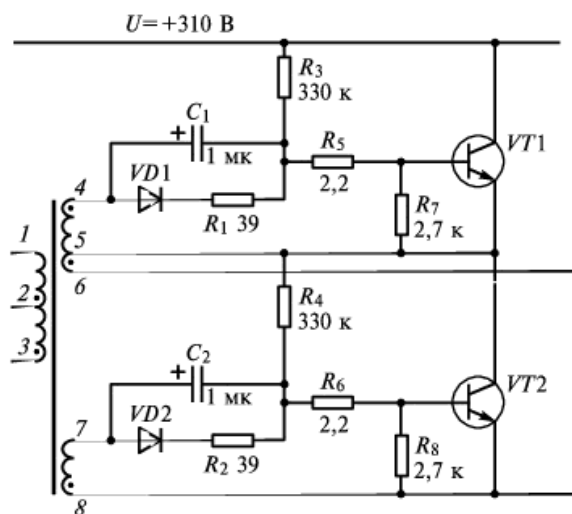 U = +310 В
R3
330 к
C1
+
1 мк
R5
2,2
VT1
4
VD1
R1 39
R7
2,7 к
5
1
6
2
R4
330 к
3
C2
+
1 мк
R6
2,2
VT2
7
VD2
R2 39
R8
2,7 к
8